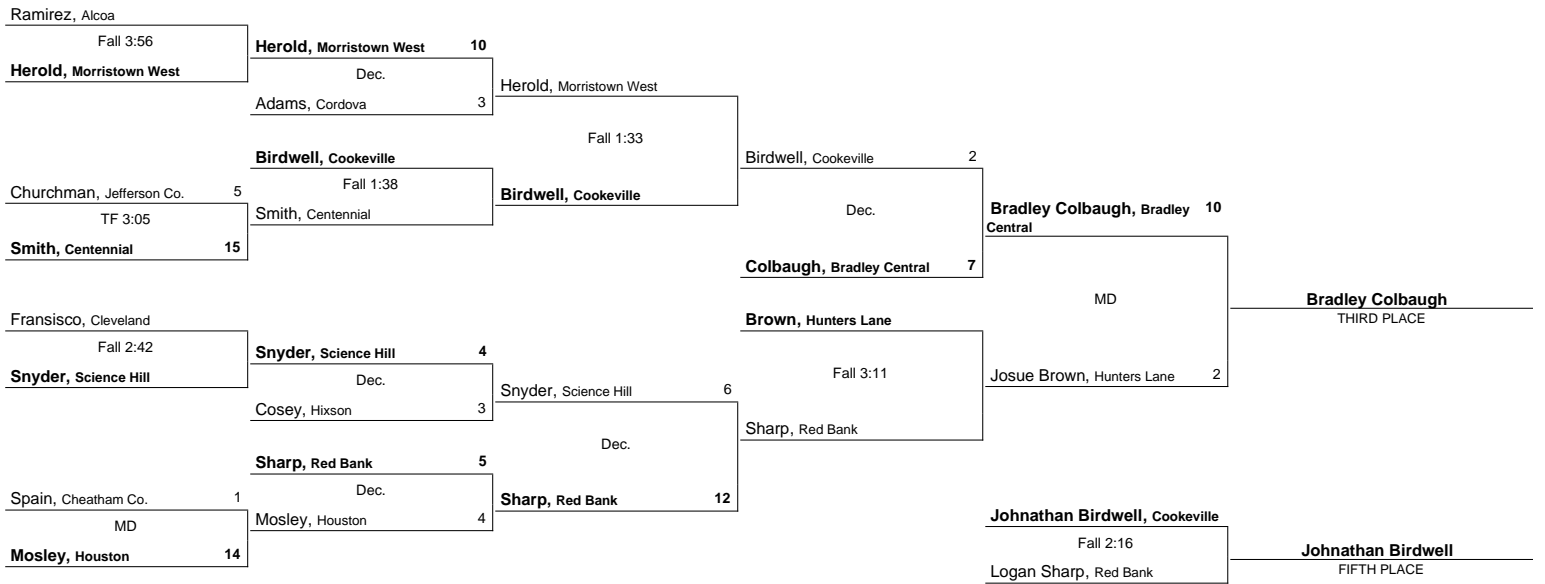 Ramirez, Alcoa
Fall 3:56
Herold, Morristown West
Herold, Morristown West 10
Dec.
Adams, Cordova 3
Herold, Morristown West
Fall 1:33
Birdwell, Cookeville
Birdwell, Cookeville
Fall 1:38
Smith, Centennial
Churchman, Jefferson Co. 5
TF 3:05
Smith, Centennial 15
Birdwell, Cookeville 2
Dec.
Colbaugh, Bradley Central 7
Bradley Colbaugh, Bradley 10
Central
MD
Josue Brown, Hunters Lane 2
Bradley Colbaugh
THIRD PLACE
Fransisco, Cleveland
Fall 2:42
Snyder, Science Hill
Snyder, Science Hill 4
Dec.
Cosey, Hixson 3
Snyder, Science Hill 6
Dec.
Sharp, Red Bank 12
Brown, Hunters Lane
Fall 3:11
Sharp, Red Bank
Sharp, Red Bank 5
Dec.
Mosley, Houston 4
Spain, Cheatham Co. 1
MD
Mosley, Houston 14
Johnathan Birdwell, Cookeville
Fall 2:16
Logan Sharp, Red Bank
Johnathan Birdwell
FIFTH PLACE